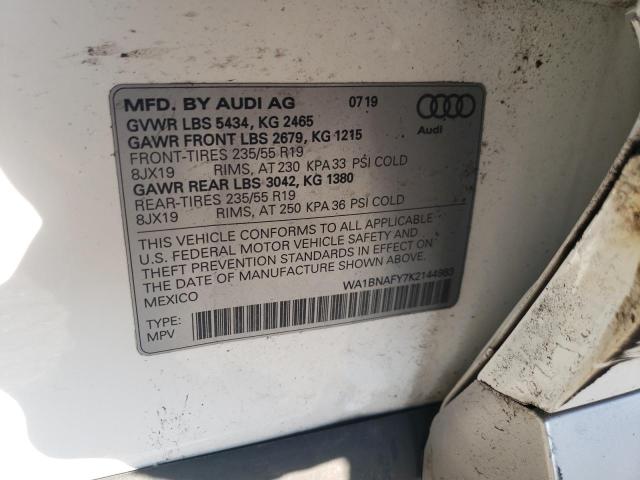 MFD. BY AUDI AG 07 19
Audi
GVWR LBS 5434, KG 2465
GAWR FRONT LBS 2679, KG 1215
FRONT-TIRES 235/55 R19
8JX19 RIMS, AT 230 KPA 33 PSI COLD
GAWR REAR LBS 3042, KG 1380
REAR-TIRES 235/55 R19
8JX19 RIMS, AT 250 KPA 36 PSI COLD
THIS VEHICLE CONFORMS TO ALL APPLICABLE
U.S. FEDERAL MOTOR VEHICLE SAFETY AND
THEFT PREVENTION STANDARDS IN EFFECT ON
THE DATE OF MANUFACTURE SHOWN ABOVE.
MEXICO WA1BNAFY7K2144983
TYPE:
MPV